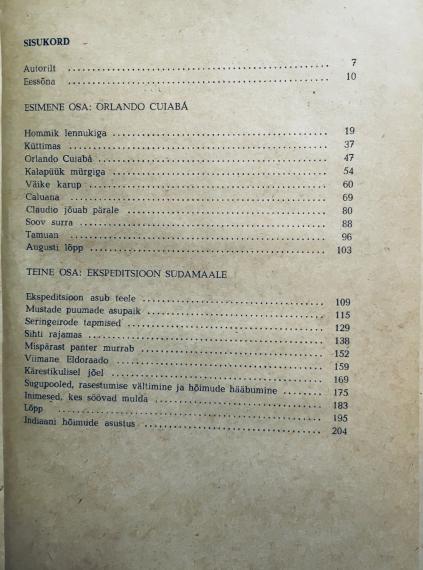 SISUKORD
Autorilt 7
Eessõna 10
ESIMENE OSA: ORLANDO CUIABÁ
Hommik lennukiga 19
Küttimas 37
Orlando Cuiabá 47
Kalapüük mürgiga 54
Väike karup 60
Caluana 69
Claudio jõuab pärale 80
Soov surra 88
Tamuan 96
Augusti lõpp 103
TEINE OSA: EKSPEDITSIOON SUDAMAALE
Ekspeditsioon asub teele 109
Mustade puumade asupaik 115
Seringeirode tapmised 129
Sihti rajamas 138
Mispärast panter murrab 152
Viimane Eldoraado 159
Kärestikulisel jõel 169
Sugupooled, rasestumise vältimine ja hõimude hääbumine 175
Inimesed, kes söövad mulda 183
Lõpp 195
Indiaani hõimude asustus 204